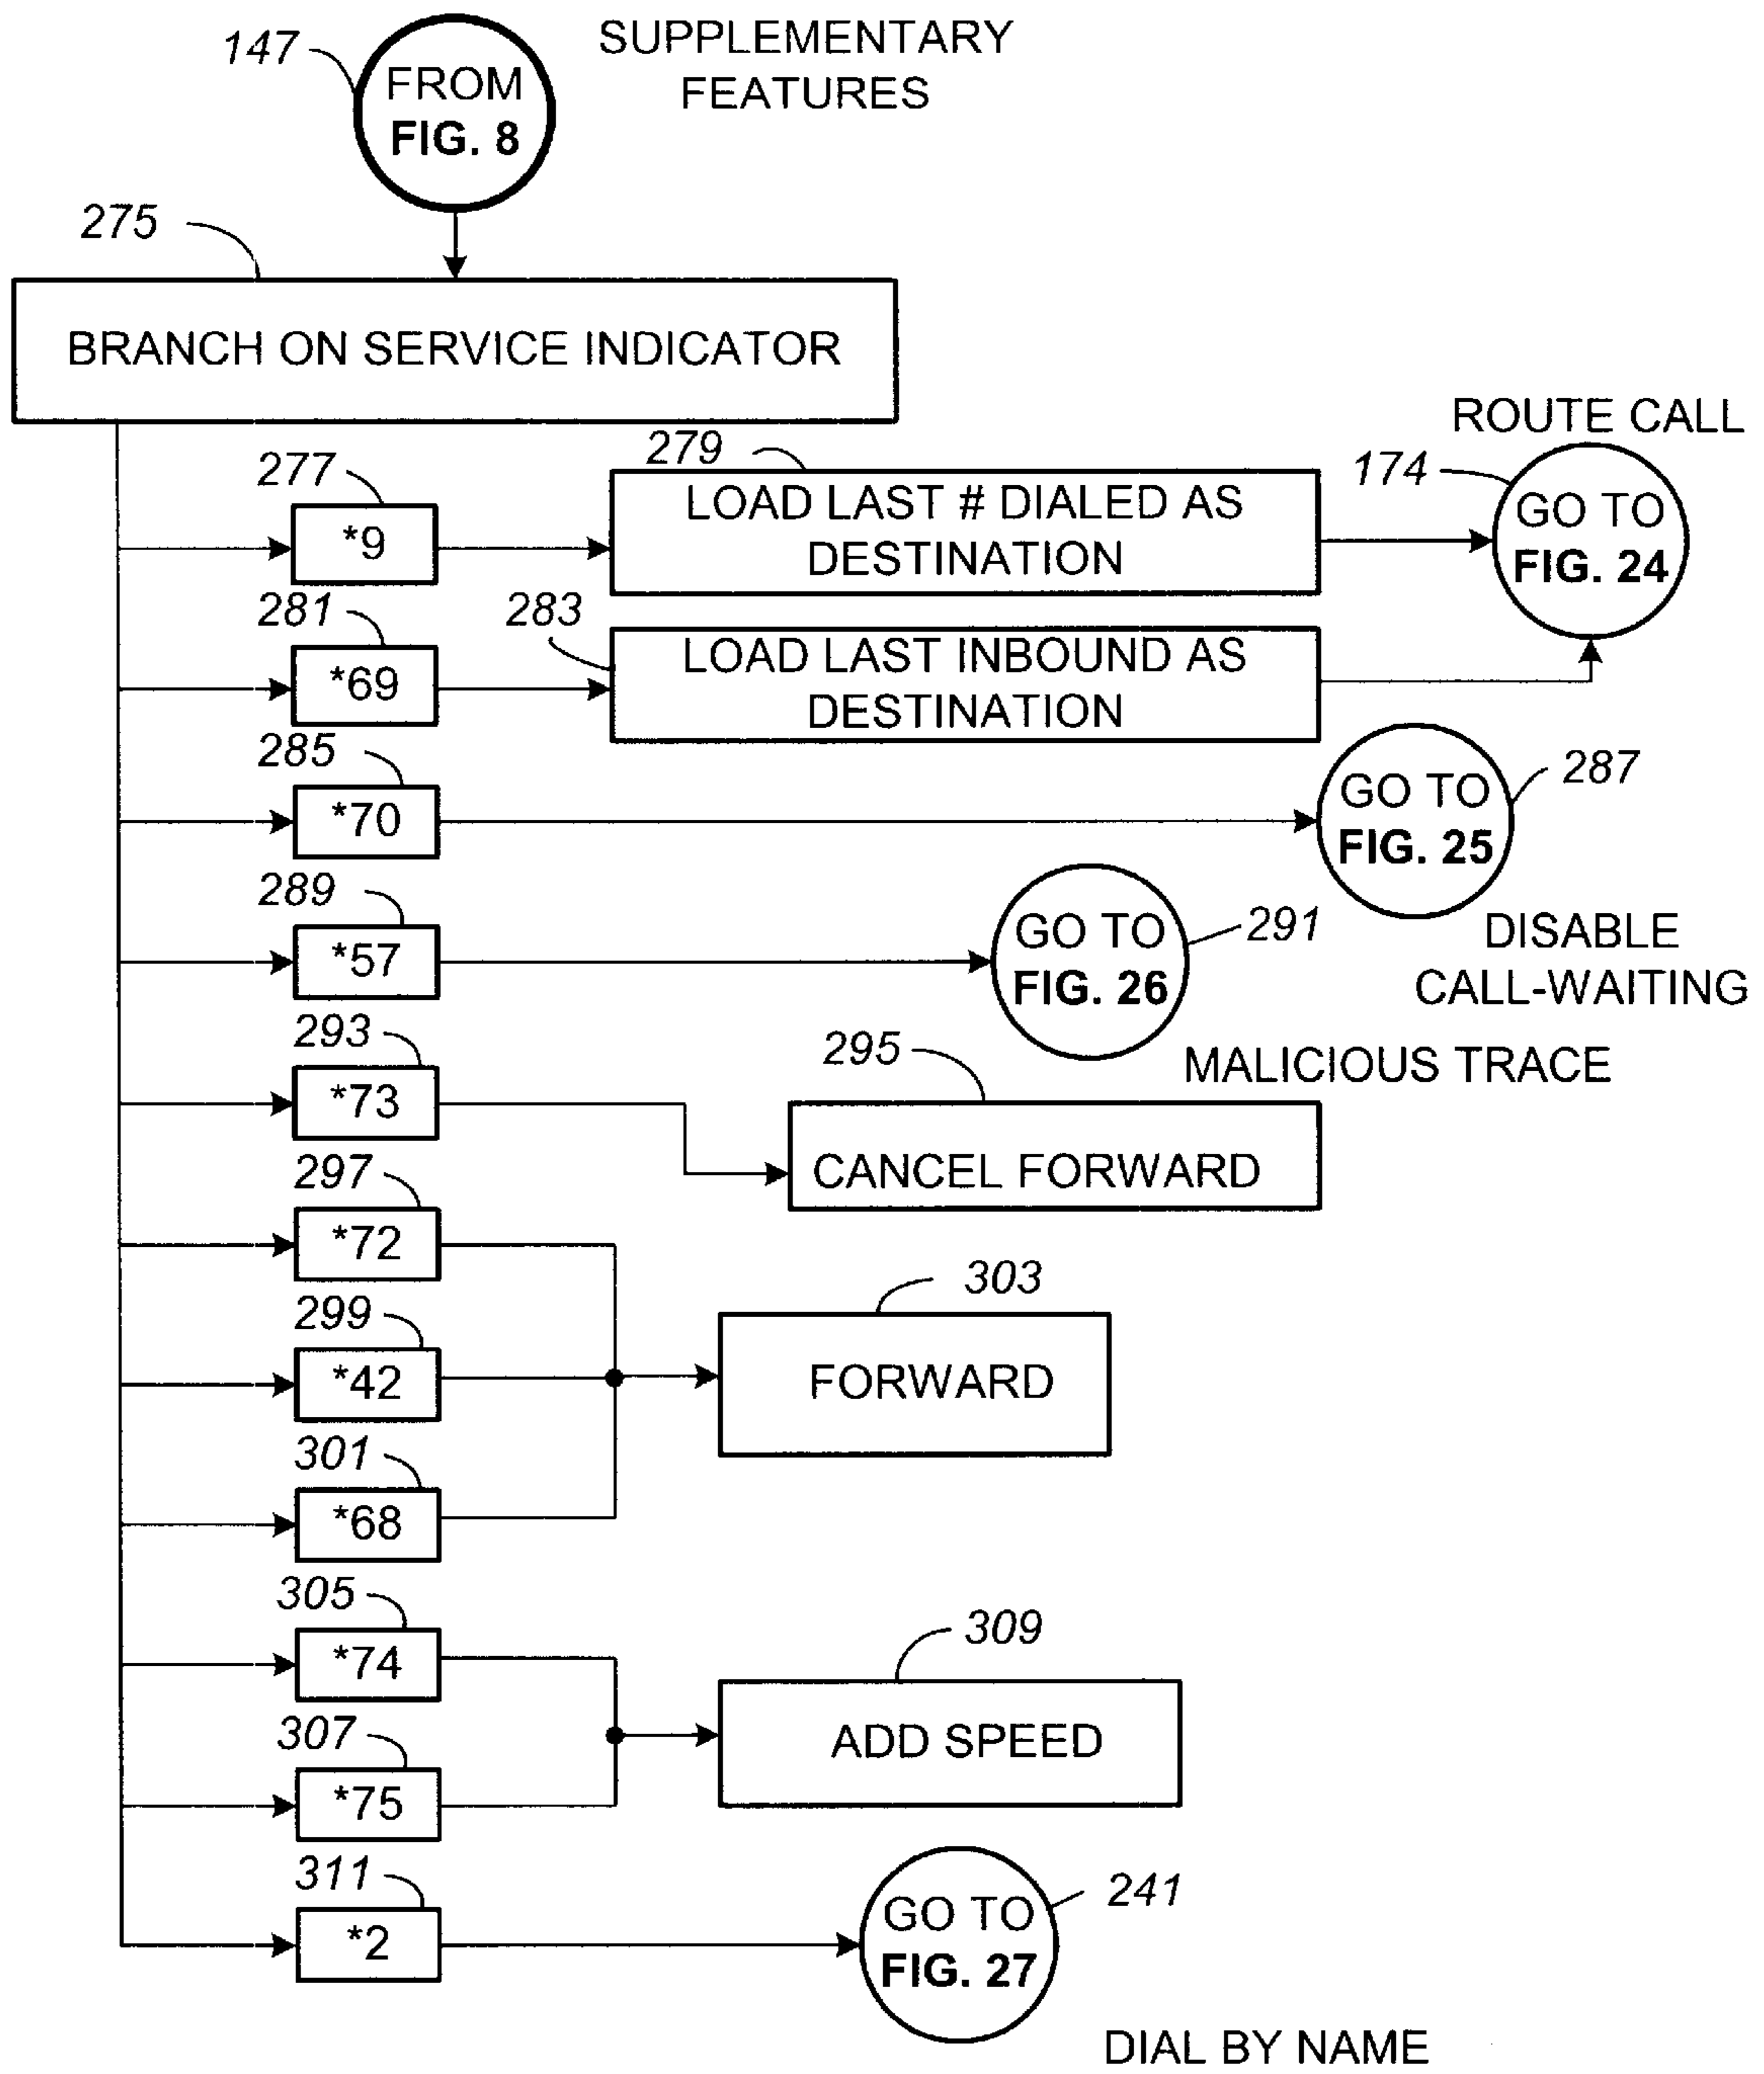 147
FROM
FIG. 8
SUPPLEMENTARY
FEATURES
275
BRANCH ON SERVICE INDICATOR
ROUTE CALL
277
*9
279
LOAD LAST # DIALED AS
DESTINATION
174
GO TO
FIG. 24
281
*69
283
LOAD LAST INBOUND AS
DESTINATION
285
*70
GO TO
FIG. 25
287
DISABLE
CALL-WAITING
289
*57
GO TO
FIG. 26
291
MALICIOUS TRACE
293
*73
295
CANCEL FORWARD
297
*72
299
*42
301
*68
303
FORWARD
305
*74
307
*75
309
ADD SPEED
311
*2
GO TO
FIG. 27
241
DIAL BY NAME